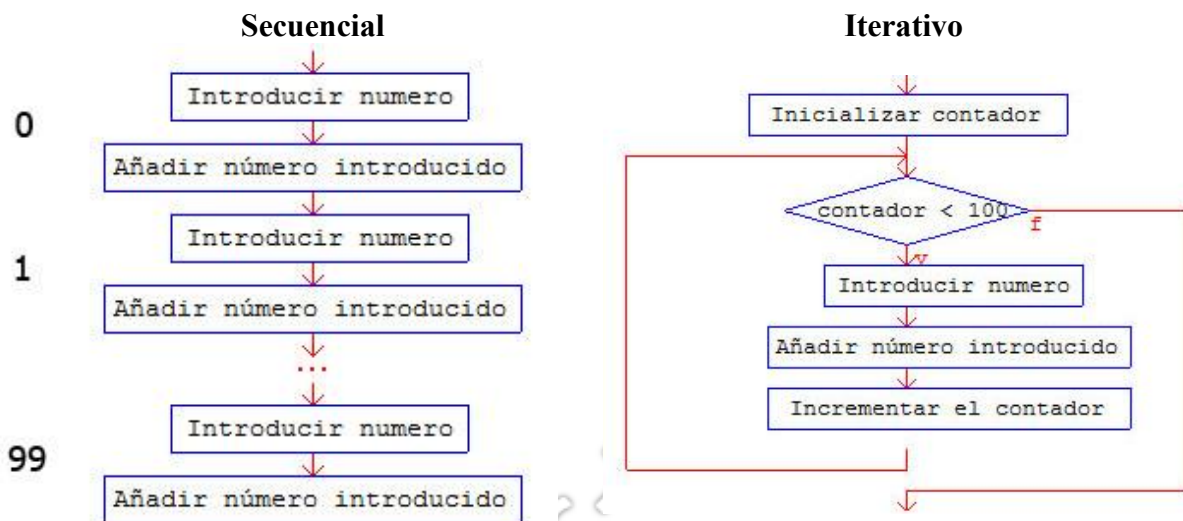 Secuencial
Introducir numero
0
Añadir número introducido
Introducir numero
1
Añadir número introducido
...
Introducir numero
99
Añadir número introducido
Iterativo
Inicializar contador
contador < 100
f
v
Introducir numero
Añadir número introducido
Incrementar el contador